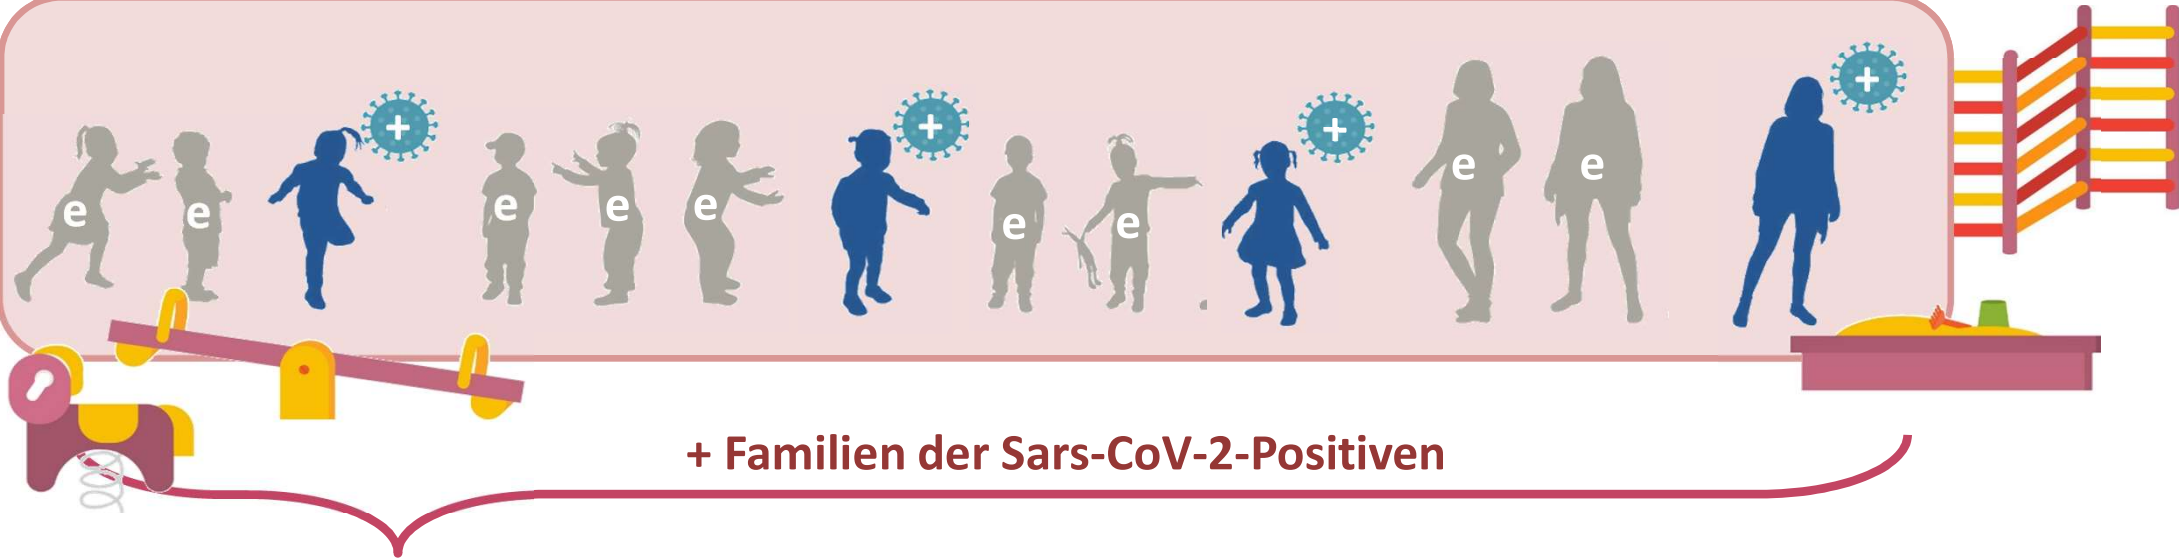 e e + e e e + e e + e e +
+ Familien der Sars-CoV-2-Positiven